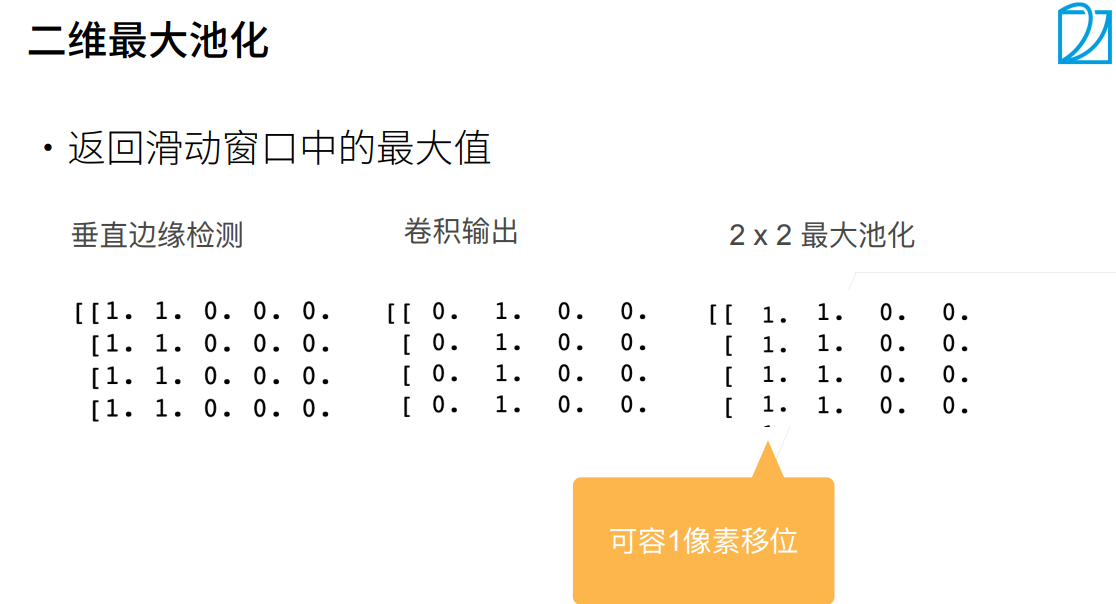 二维最大池化
• 返回滑动窗口中的最大值
垂直边缘检测
卷积输出
2 x 2 最大池化
[[1. 1. 0. 0. 0.
[1. 1. 0. 0. 0.
[1. 1. 0. 0. 0.
[1. 1. 0. 0. 0.
[[ 0. 1. 0. 0.
[ 0. 1. 0. 0.
[ 0. 1. 0. 0.
[ 0. 1. 0. 0.
[[ 1. 1. 0. 0.
[ 1. 1. 0. 0.
[ 1. 1. 0. 0.
[ 1. 1. 0. 0.
可容1像素移位